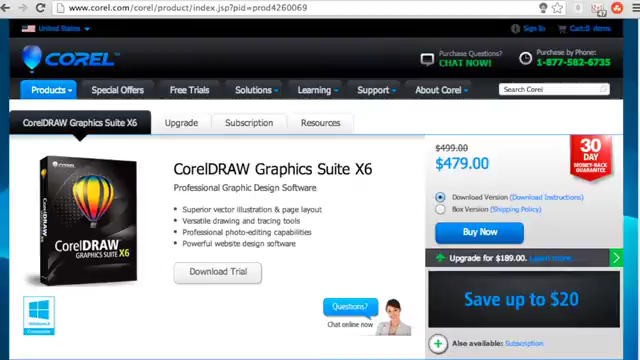 www.corel.com/corel/product/index.jsp?pid=prod4260069
United States
Sign In
Cart: 0 items
COREL
Purchase Questions?
CHAT NOW!
Purchase by Phone:
1-877-582-6735
Products
Special Offers
Free Trials
Solutions
Learning
Support
About Corel
Search Corel
CorelDRAW Graphics Suite X6
Upgrade
Subscription
Resources
CorelDRAW Graphics Suite X6
Professional Graphic Design Software
• Superior vector illustration & page layout
• Versatile drawing and tracing tools
• Professional photo-editing capabilities
• Powerful website design software
Download Trial
CorelDRAW
GRAPHICS SUITE X6
Windows 8
Compatible
Questions?
Chat online now
$499.00
$479.00
30
DAY
MONEY-BACK
GUARANTEE
Download Version (Download Instructions)
Box Version (Shipping Policy)
Buy Now
Upgrade for $189.00. Learn more.
Save up to $20
Also available: Subscription